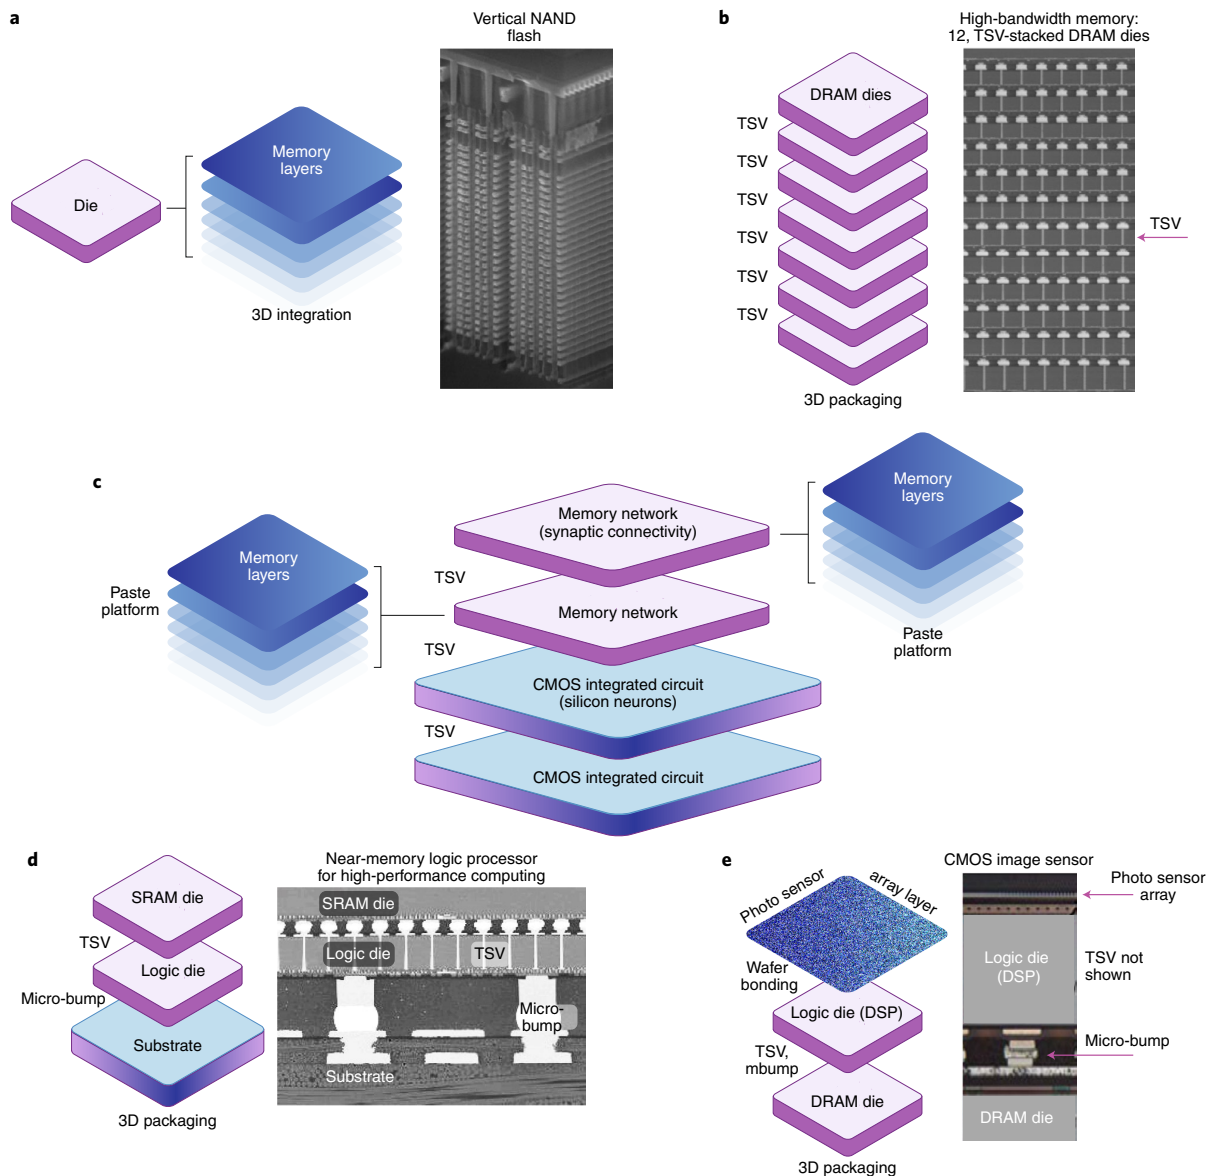 a
Vertical NAND
flash
Die
Memory
layers
3D integration
b
High-bandwidth memory:
12, TSV-stacked DRAM dies
DRAM dies
TSV
TSV
TSV
TSV
TSV
TSV
TSV
3D packaging
c
Memory
layers
Paste
platform
Memory network
(synaptic connectivity)
TSV
Memory network
TSV
CMOS integrated circuit
(silicon neurons)
TSV
CMOS integrated circuit
Memory
layers
Paste
platform
d
Near-memory logic processor
for high-performance computing
SRAM die
TSV
Logic die
Micro-bump
Substrate
3D packaging
SRAM die
Logic die
TSV
Micro-
bump
Substrate
e
CMOS image sensor
Photo sensor
array layer
Wafer
bonding
Logic die (DSP)
TSV,
mbump
DRAM die
3D packaging
Photo sensor
array
Logic die
(DSP)
TSV not
shown
Micro-bump
DRAM die